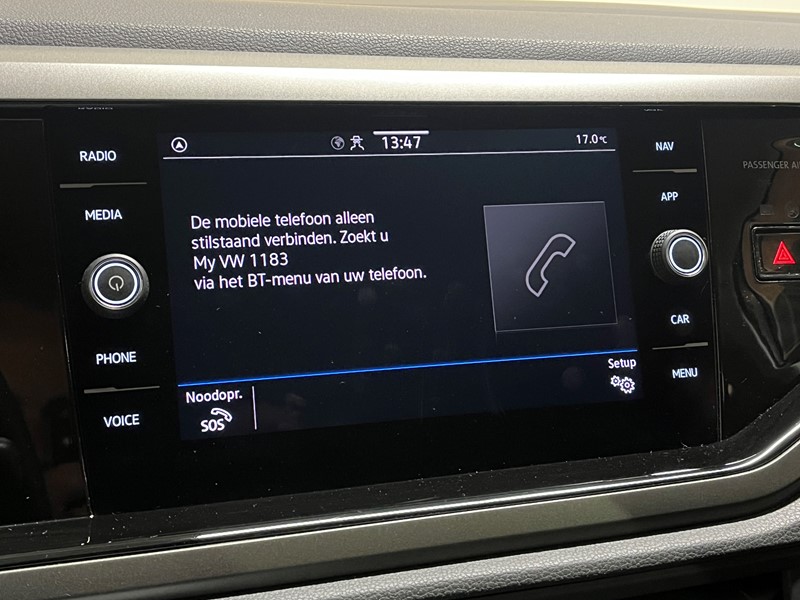 RADIO
MEDIA
PHONE
VOICE
13:47
17.0°C
De mobiele telefoon alleen
stilstaand verbinden. Zoekt u
My VW 1183
via het BT-menu van uw telefoon.
Noodopr.
SOS
Setup
NAV
APP
CAR
MENU
PASSENGER